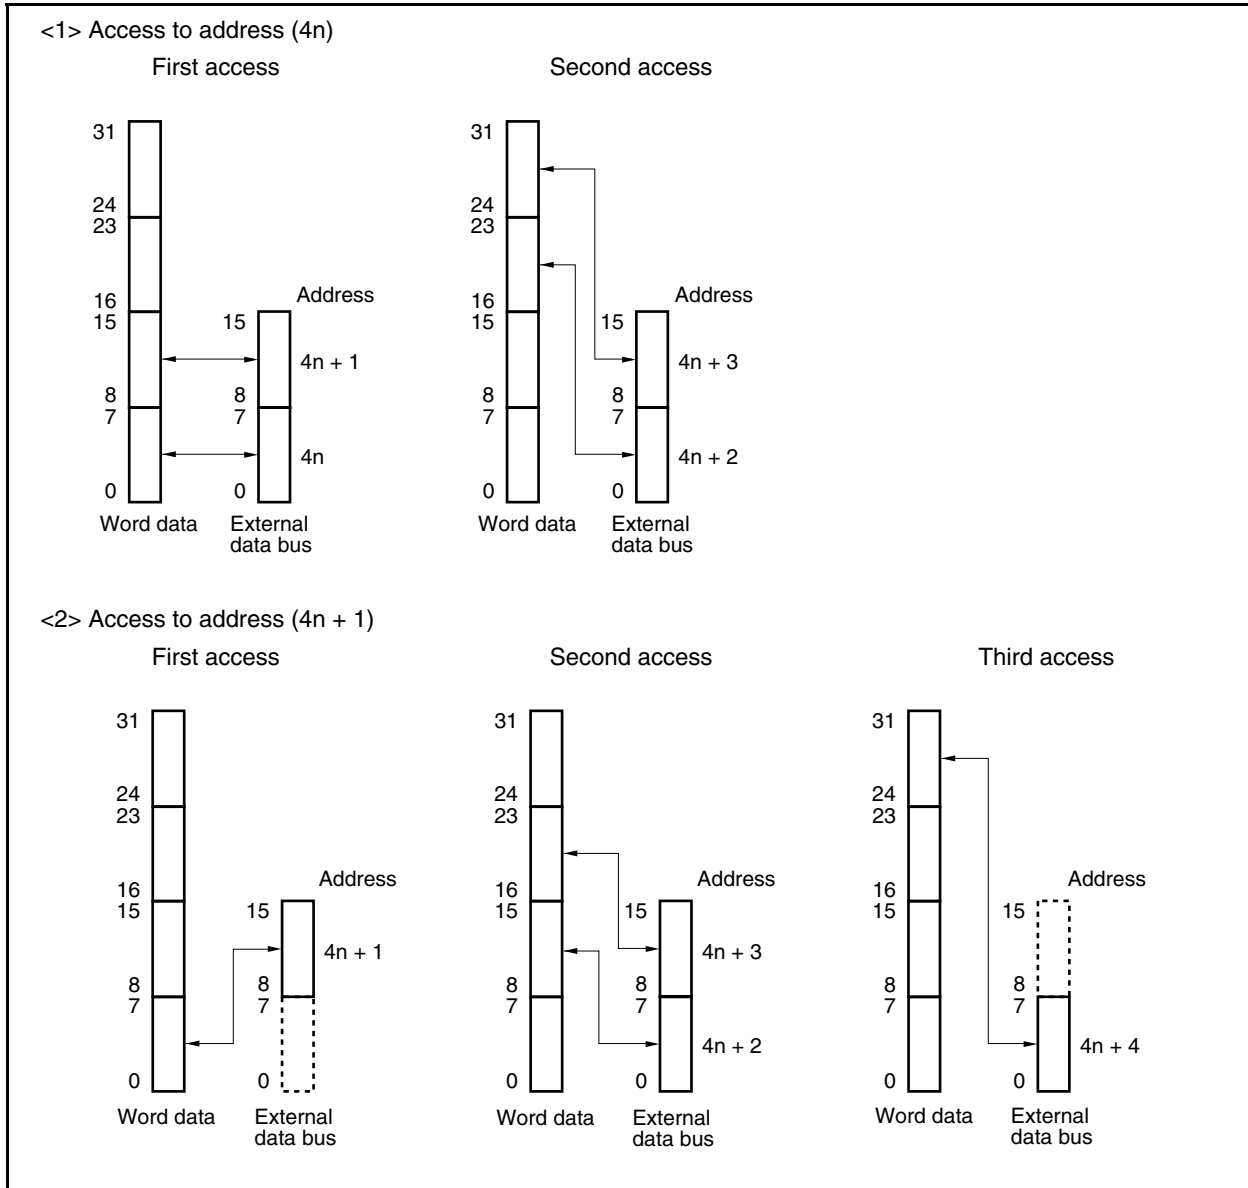 <1> Access to address (4n)
First access
Second access
31
24
23
16
15
8
7
0
Address
15
4n + 1
8
7
4n
0
Word data
External
data bus
31
24
23
16
15
8
7
0
Address
15
4n + 3
8
7
4n + 2
0
Word data
External
data bus
<2> Access to address (4n + 1)
First access
Second access
Third access
31
24
23
16
15
8
7
0
Address
15
4n + 1
8
7
0
Word data
External
data bus
31
24
23
16
15
8
7
0
Address
15
4n + 3
8
7
4n + 2
0
Word data
External
data bus
31
24
23
16
15
8
7
0
Address
15
8
7
4n + 4
0
Word data
External
data bus